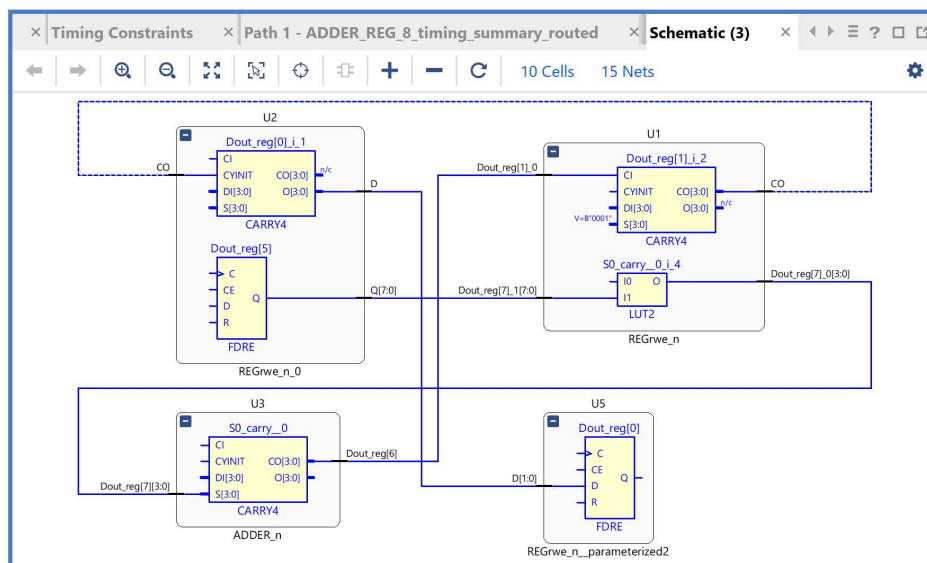 Timing Constraints
Path 1 - ADDER_REG_8_timing_summary_routed
Schematic (3)
10 Cells
15 Nets
U2
Dout_reg[0]_i_1
CI
CO
CYINIT
CO[3:0]
n/c
DI[3:0]
O[3:0]
D
S[3:0]
CARRY4
Dout_reg[5]
C
CE
Q
D
R
FDRE
Q[7:0]
REGrwe_n_0
U1
Dout_reg[1]_i_2
Dout_reg[1]_0
CI
CYINIT
CO[3:0]
CO
DI[3:0]
O[3:0]
n/c
V=B"0001"
S[3:0]
CARRY4
S0_carry__0_i_4
I0
O
Dout_reg[7]_0[3:0]
Dout_reg[7]_1[7:0]
I1
LUT2
REGrwe_n
U3
S0_carry__0
CI
CYINIT
CO[3:0]
Dout_reg[6]
DI[3:0]
O[3:0]
Dout_reg[7][3:0]
S[3:0]
CARRY4
ADDER_n
U5
Dout_reg[0]
C
CE
Q
D[1:0]
D
R
FDRE
REGrwe_n__parameterized2